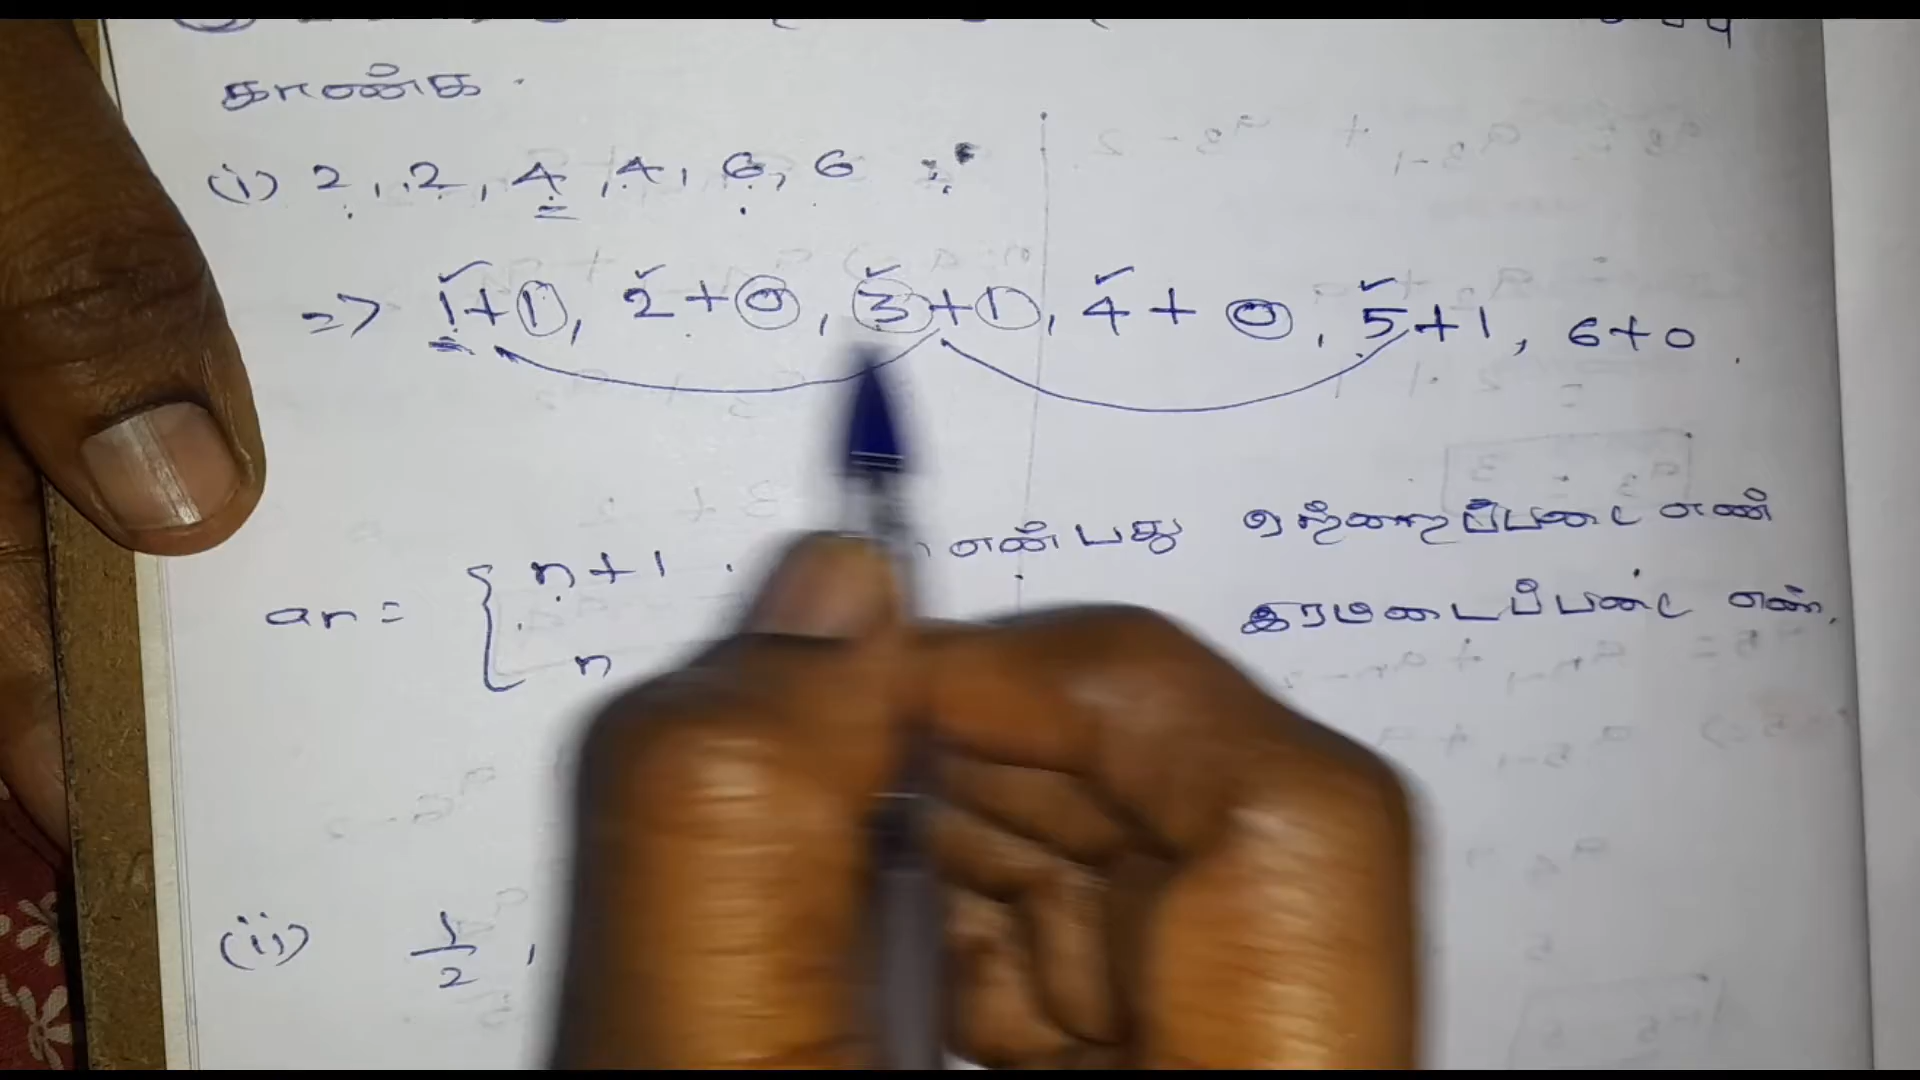 காண்க.
(i) 2, 2, 4, 4, 6, 6
=> 1+1, 2+0, 3+1, 4+0, 5+1, 6+0.
n+1 என்பது ஒற்றைப்படை எண்
an = {
n இரட்டைப்படை எண்.
(ii) 1/2,